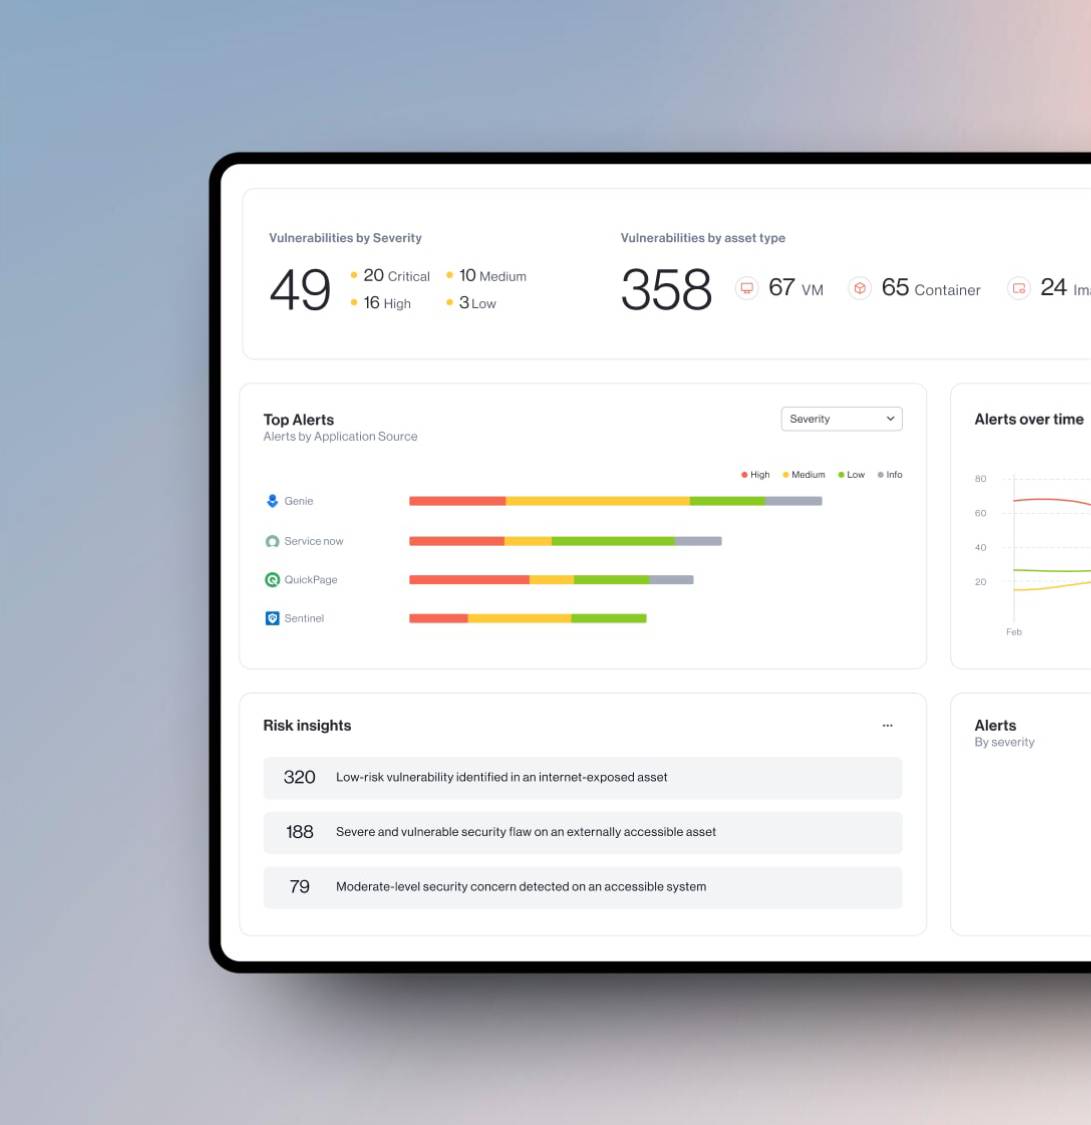 Vulnerabilities by Severity
49
20 Critical
10 Medium
16 High
3 Low
Vulnerabilities by asset type
358
67 VM
65 Container
24
Top Alerts
Alerts by Application Source
Severity
High Medium Low Info
Genie
Service now
QuickPage
Sentinel
Alerts over time
80
60
40
20
Feb
Risk insights
320 Low-risk vulnerability identified in an internet-exposed asset
188 Severe and vulnerable security flaw on an externally accessible asset
79 Moderate-level security concern detected on an accessible system
Alerts
By severity